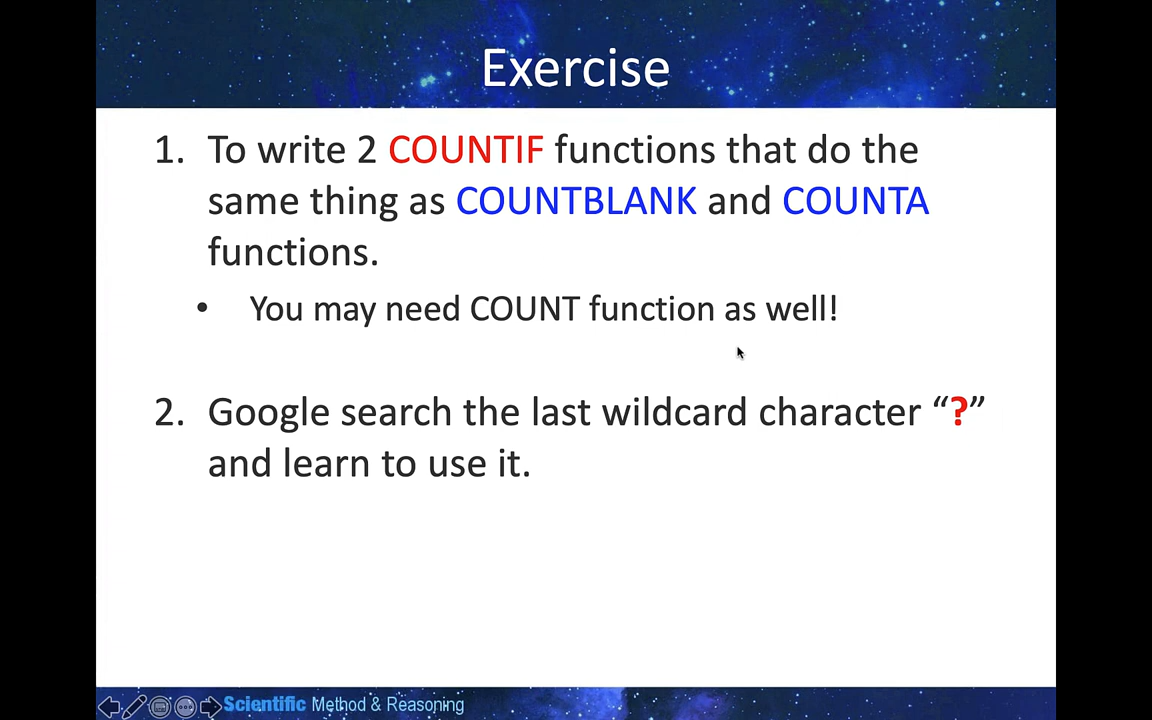 Exercise
1. To write 2 COUNTIF functions that do the
same thing as COUNTBLANK and COUNTA
functions.
• You may need COUNT function as well!
2. Google search the last wildcard character “?”
and learn to use it.
Scientific Method & Reasoning